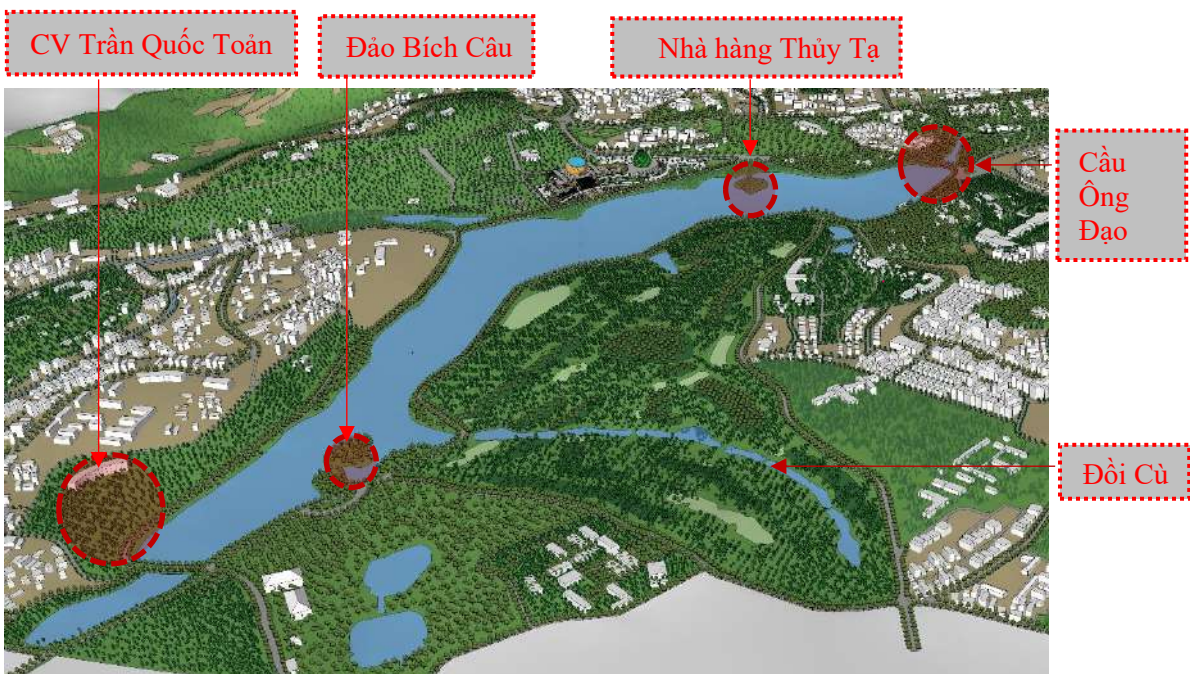 CV Trần Quốc Toản
Đảo Bích Câu
Nhà hàng Thủy Tạ
Cầu
Ông
Đạo
Đồi Cù